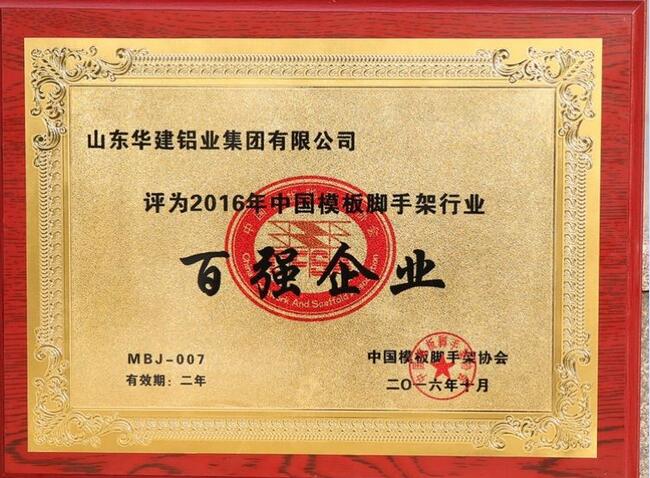 山东华建铝业集团有限公司
评为2016年中国模板脚手架行业
百强企业
And Scaffold
MBJ-007
有效期：二年
中国模板脚手架协会
二〇一六年十月